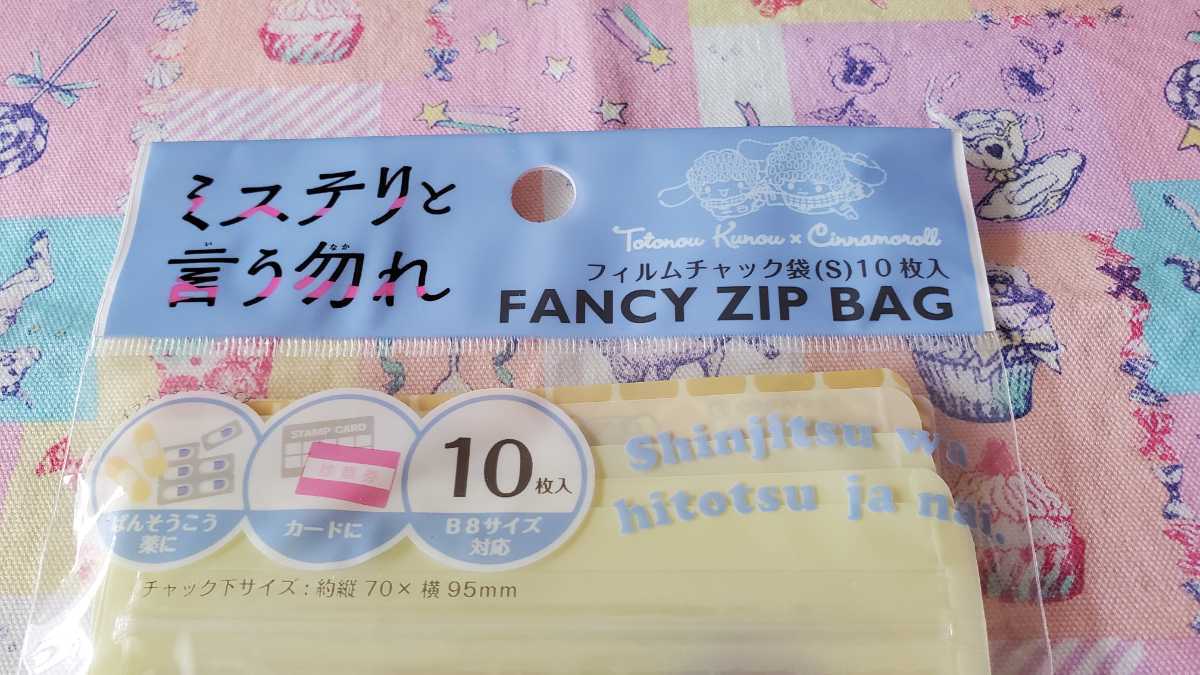 ミステリと
言う勿れ
い なか
Totonou Kunou × Cinnamoroll
フィルムチャック袋(S)10枚入
FANCY ZIP BAG
ばんそうこう
薬に
STAMP CARD
カードに
10枚入
B8サイズ
対応
Shinjitsu wa
hitotsu ja nai.
チャック下サイズ:約縦 70× 横 95mm